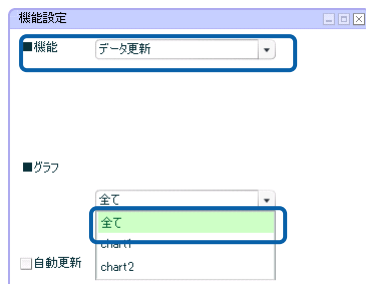 機能設定
■機能 データ更新
■グラフ
全て
全て
chart1
□自動更新 chart2